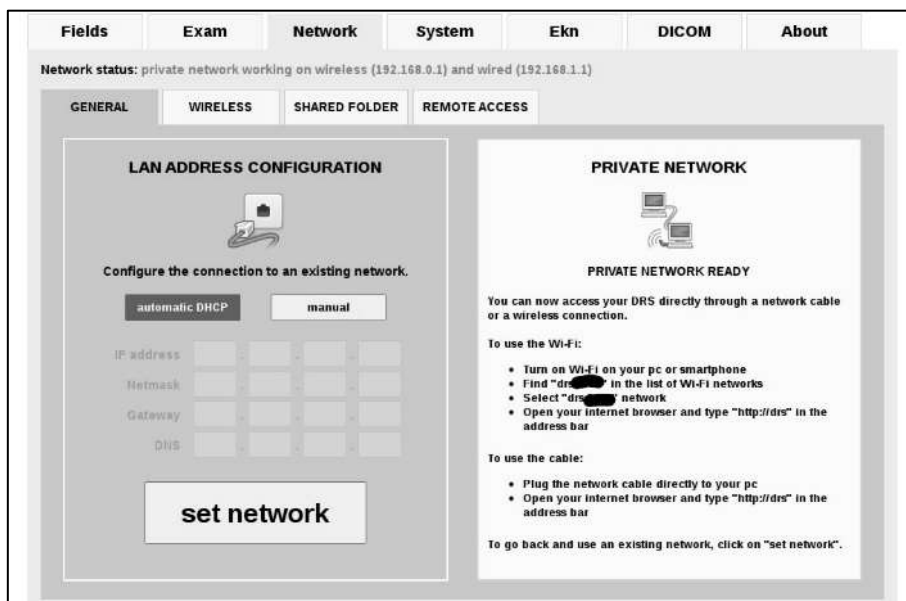 Fields Exam Network System Ekn DICOM About
Network status: private network working on wireless (192.168.0.1) and wired (192.168.1.1)
GENERAL WIRELESS SHARED FOLDER REMOTE ACCESS
LAN ADDRESS CONFIGURATION
Configure the connection to an existing network.
automatic DHCP manual
IP address
Netmask
Gateway
DNS
set network
PRIVATE NETWORK
PRIVATE NETWORK READY
You can now access your DRS directly through a network cable
or a wireless connection.
To use the Wi-Fi:
• Turn on Wi-Fi on your pc or smartphone
• Find "drs" in the list of Wi-Fi networks
• Select "drs" network
• Open your internet browser and type "http://drs" in the
address bar
To use the cable:
• Plug the network cable directly to your pc
• Open your internet browser and type "http://drs" in the
address bar
To go back and use an existing network, click on "set network".